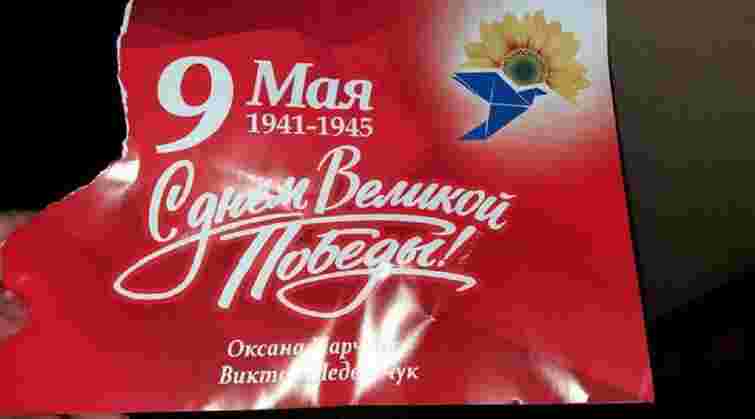 9 Мая
1941-1945
С днем Великой
Победы!
Оксана